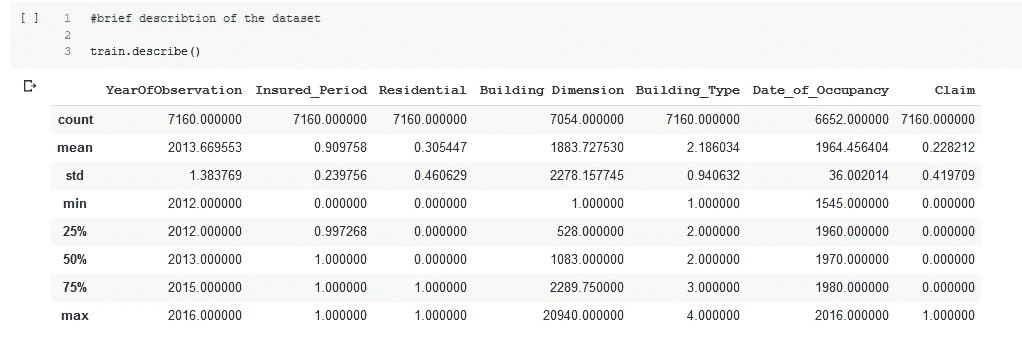 [ ] 1 #brief describtion of the dataset
2
3 train.describe()
YearOfObservation Insured_Period Residential Building Dimension Building_Type Date_of_Occupancy Claim
count 7160.000000 7160.000000 7160.000000 7054.000000 7160.000000 6652.000000 7160.000000
mean 2013.669553 0.909758 0.305447 1883.727530 2.186034 1964.456404 0.228212
std 1.383769 0.239756 0.460629 2278.157745 0.940632 36.002014 0.419709
min 2012.000000 0.000000 0.000000 1.000000 1.000000 1545.000000 0.000000
25% 2012.000000 0.997268 0.000000 528.000000 2.000000 1960.000000 0.000000
50% 2013.000000 1.000000 0.000000 1083.000000 2.000000 1970.000000 0.000000
75% 2015.000000 1.000000 1.000000 2289.750000 3.000000 1980.000000 0.000000
max 2016.000000 1.000000 1.000000 20940.000000 4.000000 2016.000000 1.000000